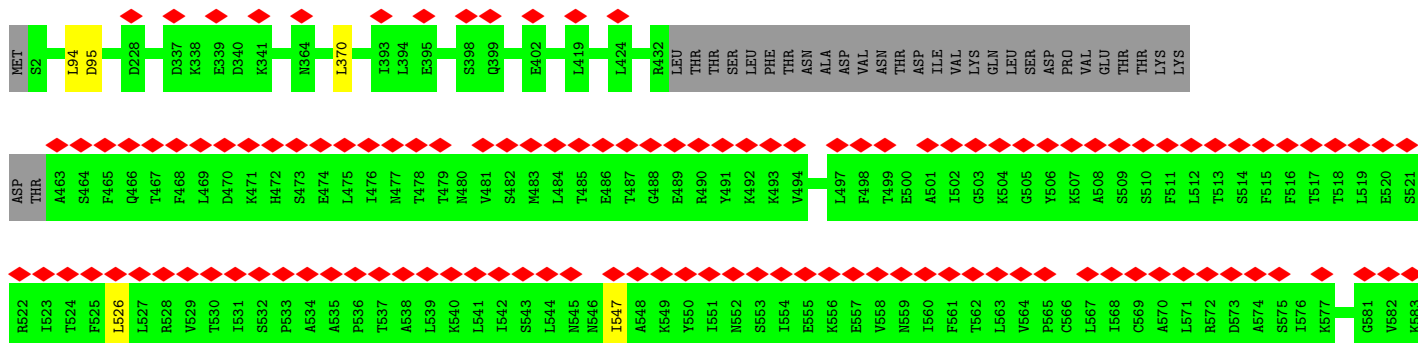 MET S2 L94 D95 D228 D337 K338 E339 D340 K341 N364 L370 I393 L394 E395 S398 Q399 E402 L419 L424 R432 LEU THR THR SER LEU PHE THR ASN ALA ASP VAL ASN THR ASP ILE VAL LYS GLN LEU SER ASP PRO VAL GLU THR THR LYS LYS
ASP THR A463 S464 F465 Q466 T467 F468 L469 D470 K471 H472 S473 E474 L475 I476 N477 T478 T479 N480 V481 S482 M483 L484 T485 E486 T487 G488 E489 R490 Y491 K492 K493 V494 L497 F498 T499 E500 A501 I502 G503 K504 G505 Y506 K507 A508 S509 S510 F511 L512 T513 S514 F515 F516 T517 T518 L519 E520 S521
R522 I523 T524 F525 L526 L527 R528 V529 T530 I531 S532 P533 A534 A535 P536 T537 A538 L539 K540 L541 I542 S543 L544 N545 N546 I547 A548 K549 Y550 I551 N552 S553 I554 E555 K556 E557 V558 N559 I560 F561 T562 L563 V564 P565 C566 L567 I568 C569 A570 L571 R572 D573 A574 S575 I576 K577 G581 V582 K583